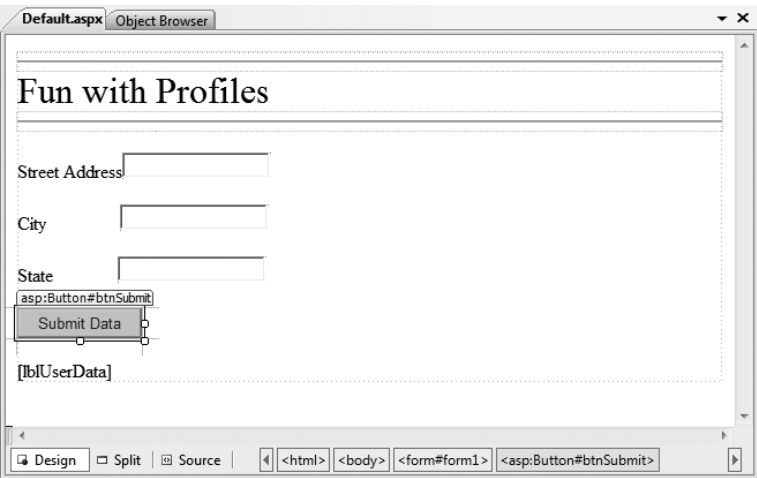 Default.aspx Object Browser
Fun with Profiles
Street Address
City
State
asp:Button#btnSubmit
Submit Data
[lblUserData]
Design Split Source <html> <body> <form#form1> <asp:Button#btnSubmit>